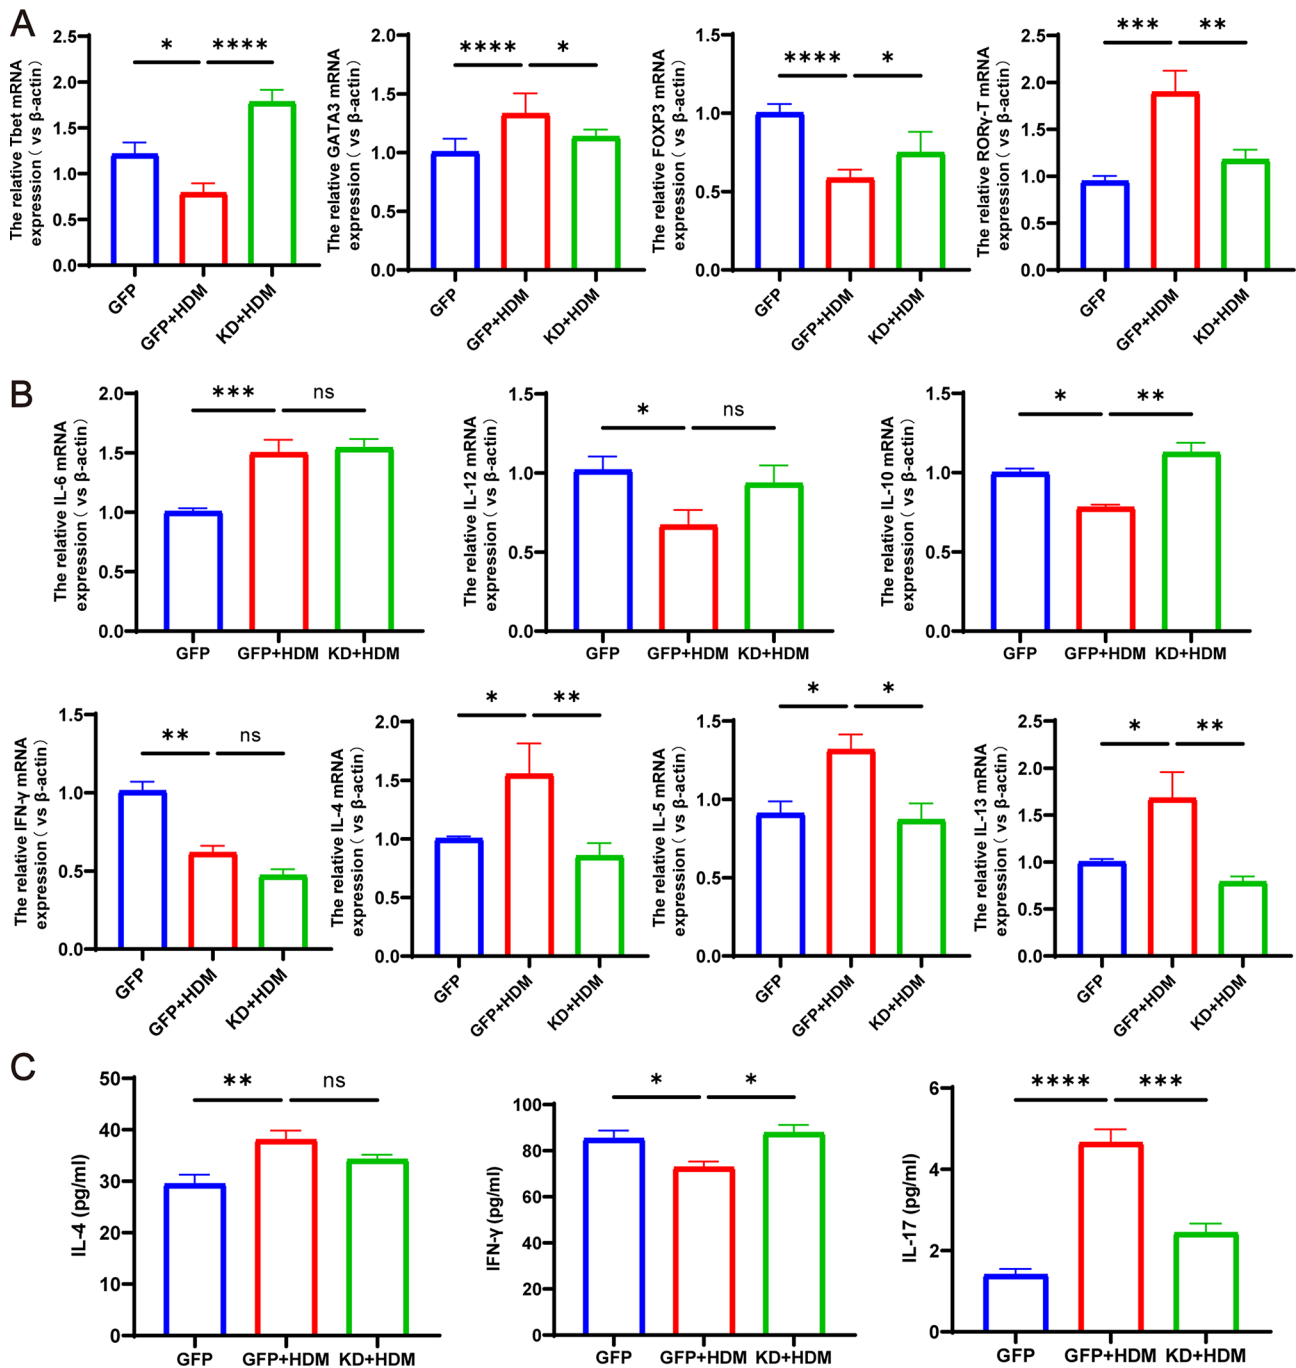 A
The relative Tbet mRNA
expression ( vs β-actin)
2.5
2.0
1.5
1.0
0.5
0.0
*
****
GFP
GFP+HDM
KD+HDM
The relative GATA3 mRNA
expression ( vs β-actin)
2.0
1.5
1.0
0.5
0.0
****
*
GFP
GFP+HDM
KD+HDM
The relative FOXP3 mRNA
expression ( vs β-actin)
1.5
1.0
0.5
0.0
****
*
GFP
GFP+HDM
KD+HDM
The relative RORγ-T mRNA
expression ( vs β-actin)
2.5
2.0
1.5
1.0
0.5
0.0
***
**
GFP
GFP+HDM
KD+HDM
B
The relative IL-6 mRNA
expression ( vs β-actin)
2.0
1.5
1.0
0.5
0.0
***
ns
GFP
GFP+HDM
KD+HDM
The relative IL-12 mRNA
expression ( vs β-actin)
1.5
1.0
0.5
0.0
*
ns
GFP
GFP+HDM
KD+HDM
The relative IL-10 mRNA
expression ( vs β-actin)
1.5
1.0
0.5
0.0
*
**
GFP
GFP+HDM
KD+HDM
The relative IFN-γ mRNA
expression ( vs β-actin)
1.5
1.0
0.5
0.0
**
ns
GFP
GFP+HDM
KD+HDM
The relative IL-4 mRNA
expression ( vs β-actin)
2.0
1.5
1.0
0.5
0.0
*
**
GFP
GFP+HDM
KD+HDM
The relative IL-5 mRNA
expression ( vs β-actin)
1.5
1.0
0.5
0.0
*
*
GFP
GFP+HDM
KD+HDM
The relative IL-13 mRNA
expression ( vs β-actin)
2.5
2.0
1.5
1.0
0.5
0.0
*
**
GFP
GFP+HDM
KD+HDM
C
IL-4 (pg/ml)
50
40
30
20
10
0
**
ns
GFP
GFP+HDM
KD+HDM
IFN-γ (pg/ml)
100
80
60
40
20
0
*
*
GFP
GFP+HDM
KD+HDM
IL-17 (pg/ml)
6
4
2
0
****
***
GFP
GFP+HDM
KD+HDM